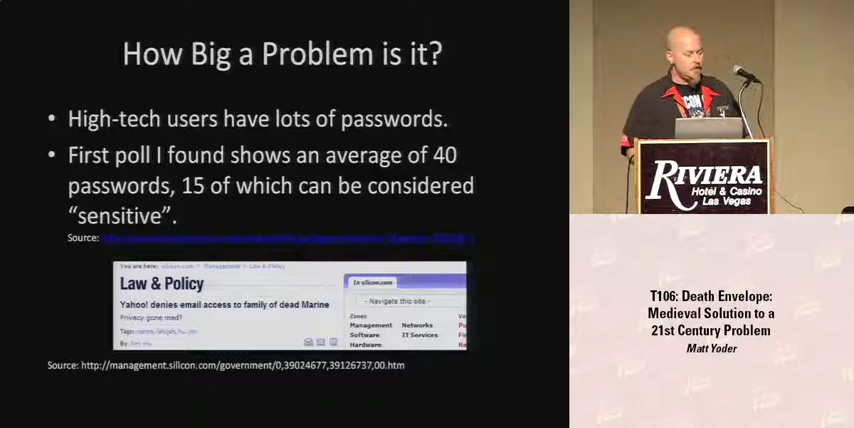 How Big a Problem is it?
• High-tech users have lots of passwords.
• First poll I found shows an average of 40
passwords, 15 of which can be considered
“sensitive”.
Source:
You are here: silicon.com > Management > Law & Policy
Law & Policy
Yahoo! denies email access to family of dead Marine
Privacy gone mad?
Tags: marine,
By
In silicon.com
- Navigate this site -
Zones
Management Networks
Software IT Services
Hardware
Source: http://management.silicon.com/government/0,39024677,39126737,00.htm
RIVIERA
Hotel & Casino
Las Vegas
T106: Death Envelope:
Medieval Solution to a
21st Century Problem
Matt Yoder